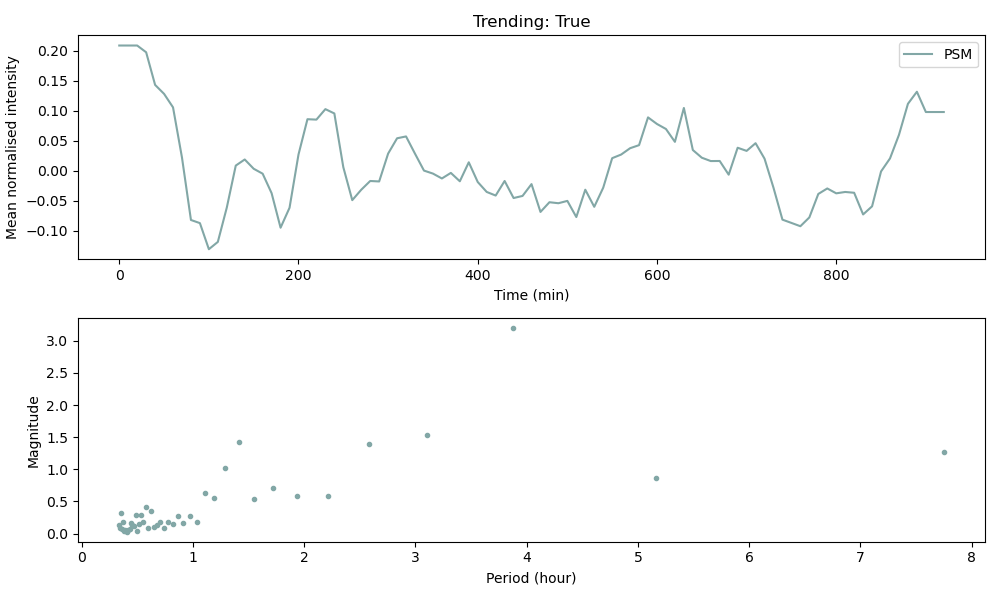 Trending: True
Mean normalised intensity
0.20
0.15
0.10
0.05
0.00
−0.05
−0.10
PSM
0 200 400 600 800
Time (min)
Magnitude
3.0
2.5
2.0
1.5
1.0
0.5
0.0
0 1 2 3 4 5 6 7 8
Period (hour)